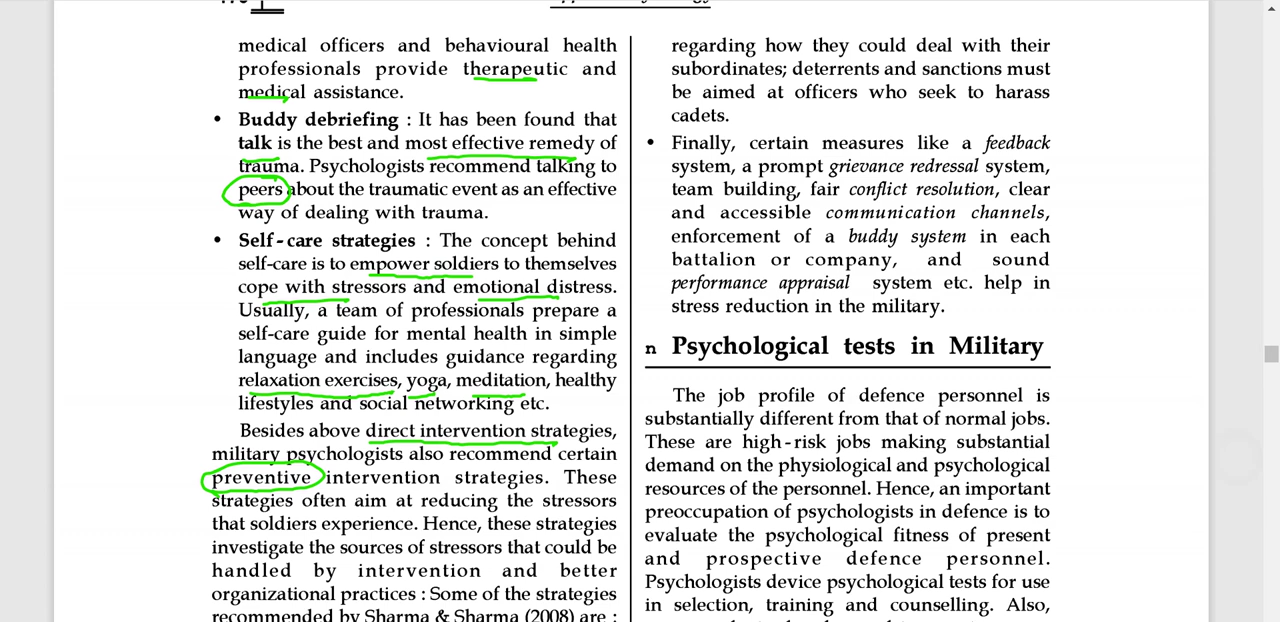 medical officers and behavioural health
professionals provide therapeutic and
medical assistance.
• Buddy debriefing : It has been found that
talk is the best and most effective remedy of
trauma. Psychologists recommend talking to
peers about the traumatic event as an effective
way of dealing with trauma.
• Self-care strategies : The concept behind
self-care is to empower soldiers to themselves
cope with stressors and emotional distress.
Usually, a team of professionals prepare a
self-care guide for mental health in simple
language and includes guidance regarding
relaxation exercises, yoga, meditation, healthy
lifestyles and social networking etc.
Besides above direct intervention strategies,
military psychologists also recommend certain
preventive intervention strategies. These
strategies often aim at reducing the stressors
that soldiers experience. Hence, these strategies
investigate the sources of stressors that could be
handled by intervention and better
organizational practices : Some of the strategies
recommended by Sharma & Sharma (2008) are :
regarding how they could deal with their
subordinates; deterrents and sanctions must
be aimed at officers who seek to harass
cadets.
• Finally, certain measures like a feedback
system, a prompt grievance redressal system,
team building, fair conflict resolution, clear
and accessible communication channels,
enforcement of a buddy system in each
battalion or company, and sound
performance appraisal system etc. help in
stress reduction in the military.
n Psychological tests in Military
The job profile of defence personnel is
substantially different from that of normal jobs.
These are high-risk jobs making substantial
demand on the physiological and psychological
resources of the personnel. Hence, an important
preoccupation of psychologists in defence is to
evaluate the psychological fitness of present
and prospective defence personnel.
Psychologists device psychological tests for use
in selection, training and counselling. Also,